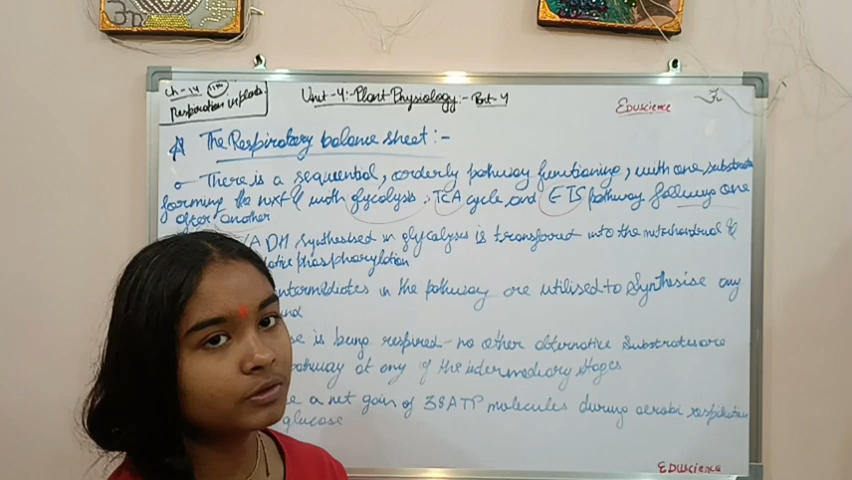 Ch-14 11th
Respiration in plants
Unit-4:-Plant Physiology:- Part-4
EDUSCIENCE
The Respiratory balance sheet:-
There is a sequential, orderly pathway functioning, with one substrate
forming the next & with glycolysis, TCA cycle and ETS pathway following one
after another
ADH synthesised in glycolysis is transferred into the mitochondria &
phosphorylation
intermediates in the pathway are utilised to synthesise any
is being respired - no other alternative substrates are
pathway at any of the intermediary stages
a net gain of 38 ATP molecules during aerobic respiration
glucose
EDUSCIENCE